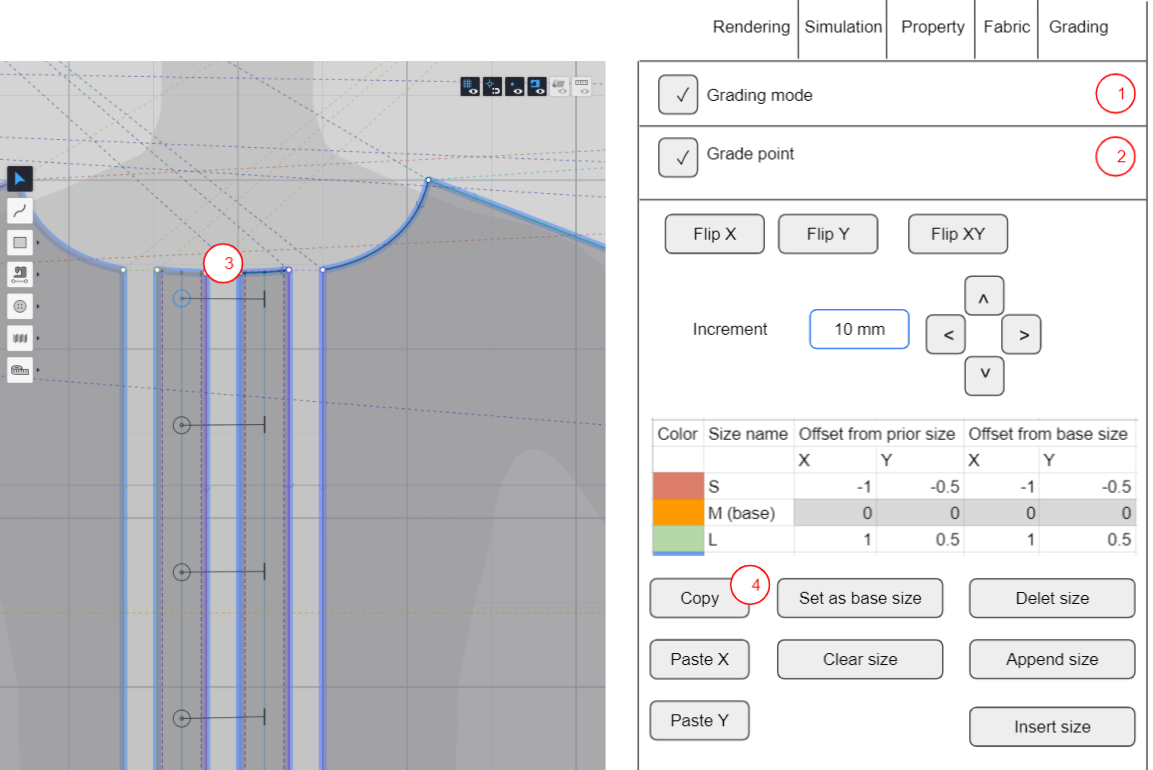 Rendering Simulation Property Fabric Grading
✓ Grading mode 1
✓ Grade point 2
Flip X Flip Y Flip XY
3
Increment 10 mm < > ^ v
Color Size name Offset from prior size Offset from base size
X Y X Y
S -1 -0.5 -1 -0.5
M (base) 0 0 0 0
L 1 0.5 1 0.5
Copy 4 Set as base size Delet size
Paste X Clear size Append size
Paste Y Insert size